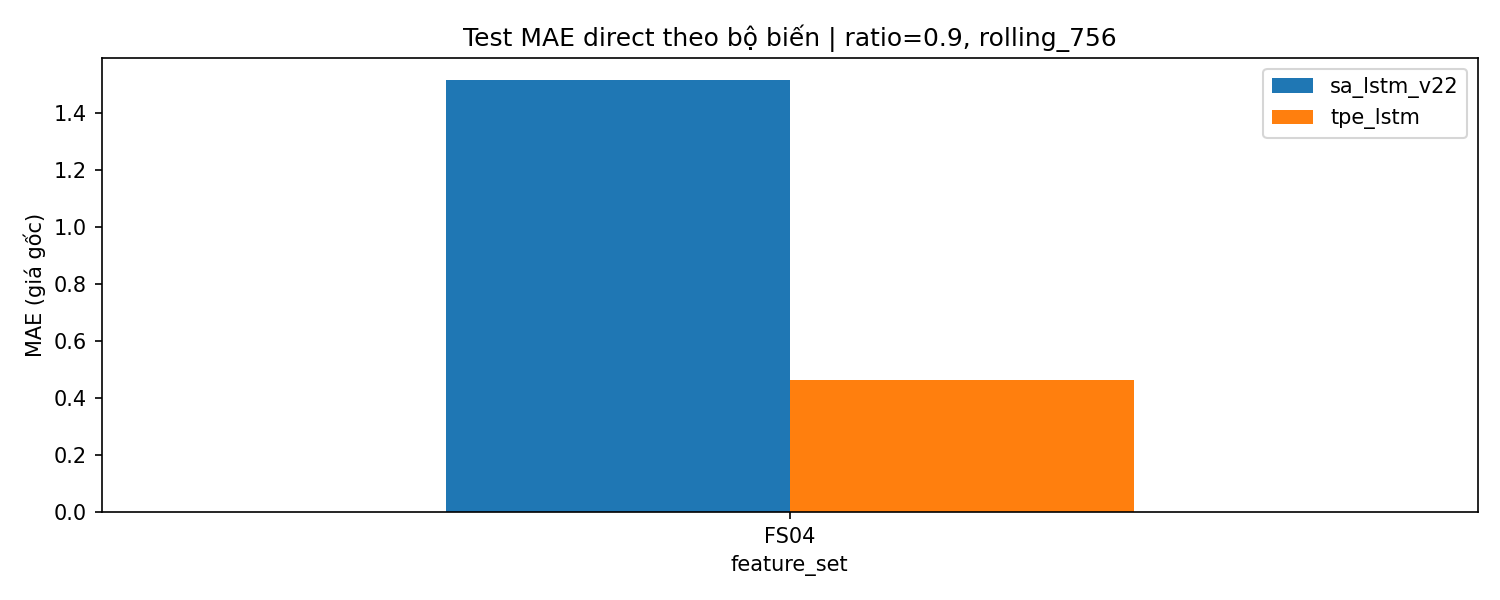 Test MAE direct theo bộ biến | ratio=0.9, rolling_756
sa_lstm_v22
tpe_lstm
MAE (giá gốc)
1.4
1.2
1.0
0.8
0.6
0.4
0.2
0.0
FS04
feature_set